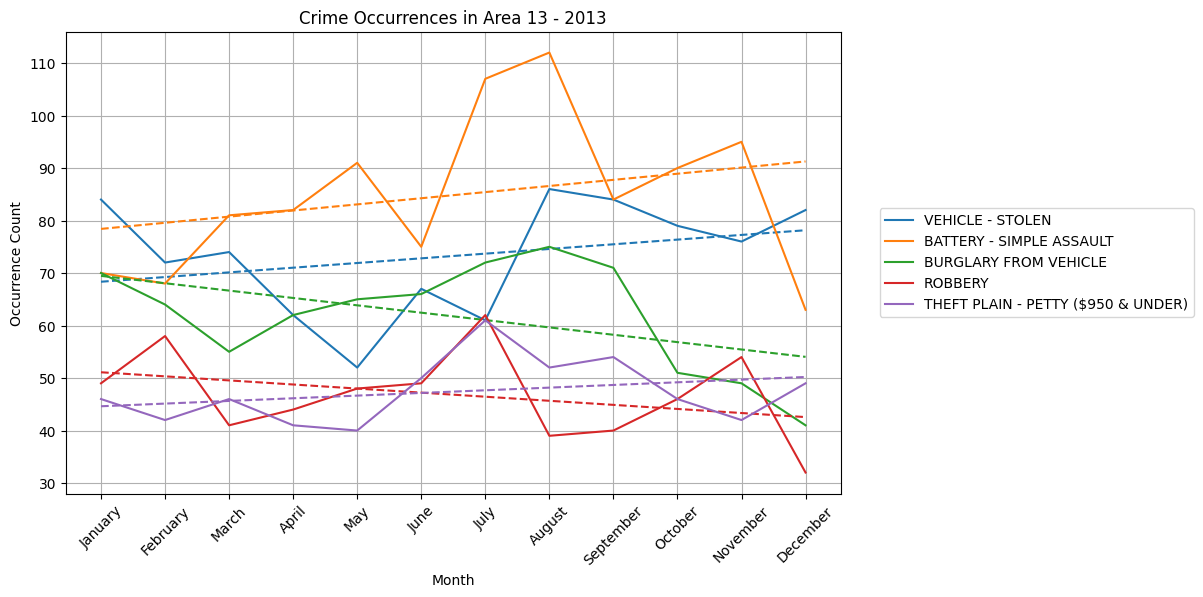 Crime Occurrences in Area 13 - 2013
Occurrence Count
110
100
90
80
70
60
50
40
30
January
February
March
April
May
June
July
August
September
October
November
December
Month
VEHICLE - STOLEN
BATTERY - SIMPLE ASSAULT
BURGLARY FROM VEHICLE
ROBBERY
THEFT PLAIN - PETTY ($950 & UNDER)